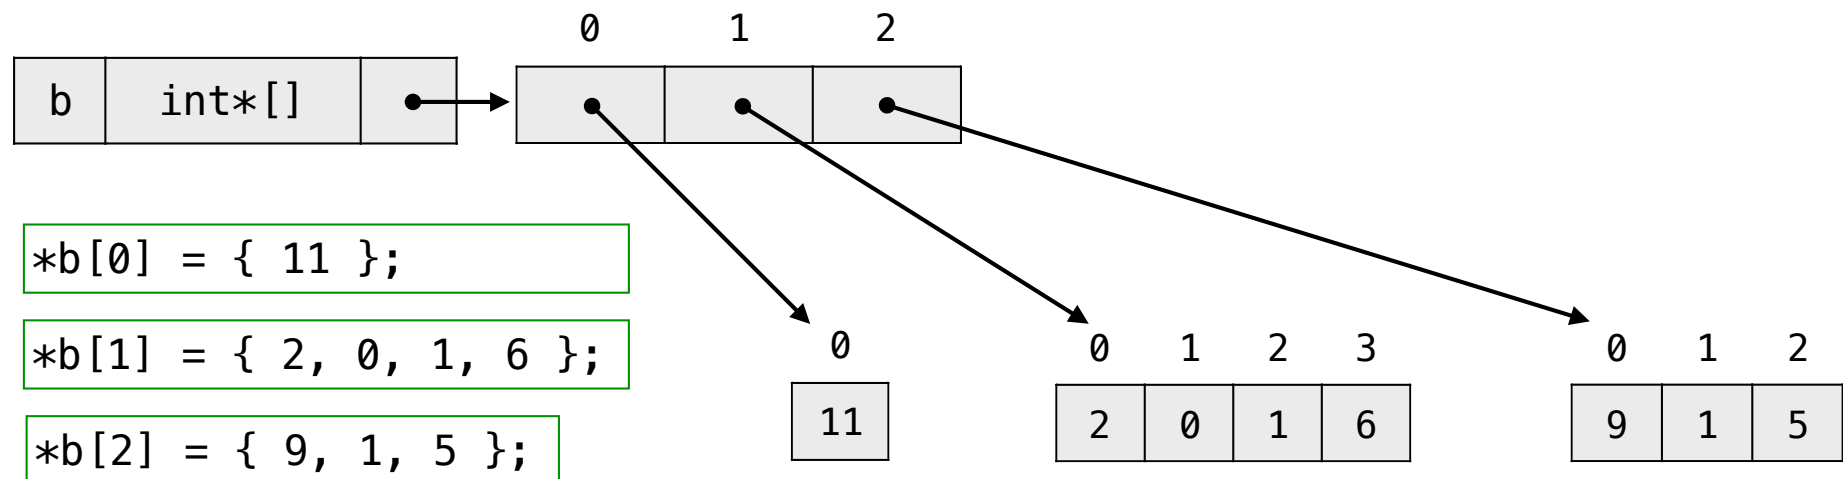 0 1 2
b int*[]
*b[0] = { 11 };
*b[1] = { 2, 0, 1, 6 };
*b[2] = { 9, 1, 5 };
0 0 1 2 3 0 1 2
11 2 0 1 6 9 1 5